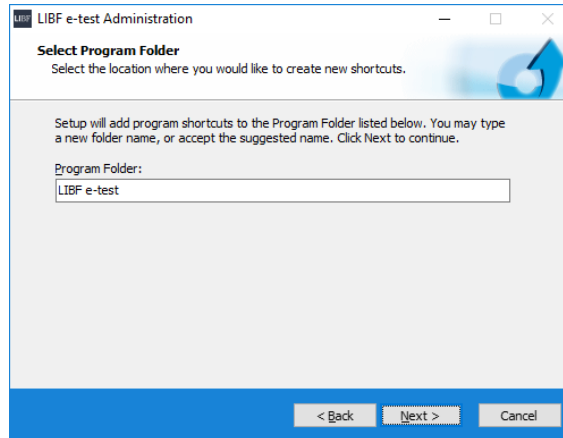 LIBF LIBF e-test Administration
Select Program Folder
Select the location where you would like to create new shortcuts.
Setup will add program shortcuts to the Program Folder listed below. You may type
a new folder name, or accept the suggested name. Click Next to continue.
Program Folder:
LIBF e-test
< Back Next > Cancel